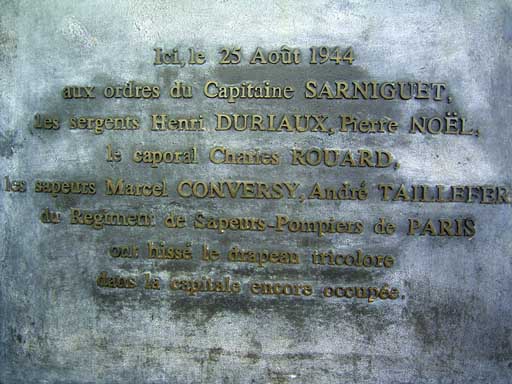 Ici, le 25 Août 1944
aux ordres du Capitaine SARNIGUET,
les sergents Henri DURIAUX, Pierre NOËL,
le caporal Charles ROUARD,
les sapeurs Marcel CONVERSY, André TAILLEFER
du Régiment de Sapeurs-Pompiers de PARIS
ont hissé le drapeau tricolore
dans la capitale encore occupée.